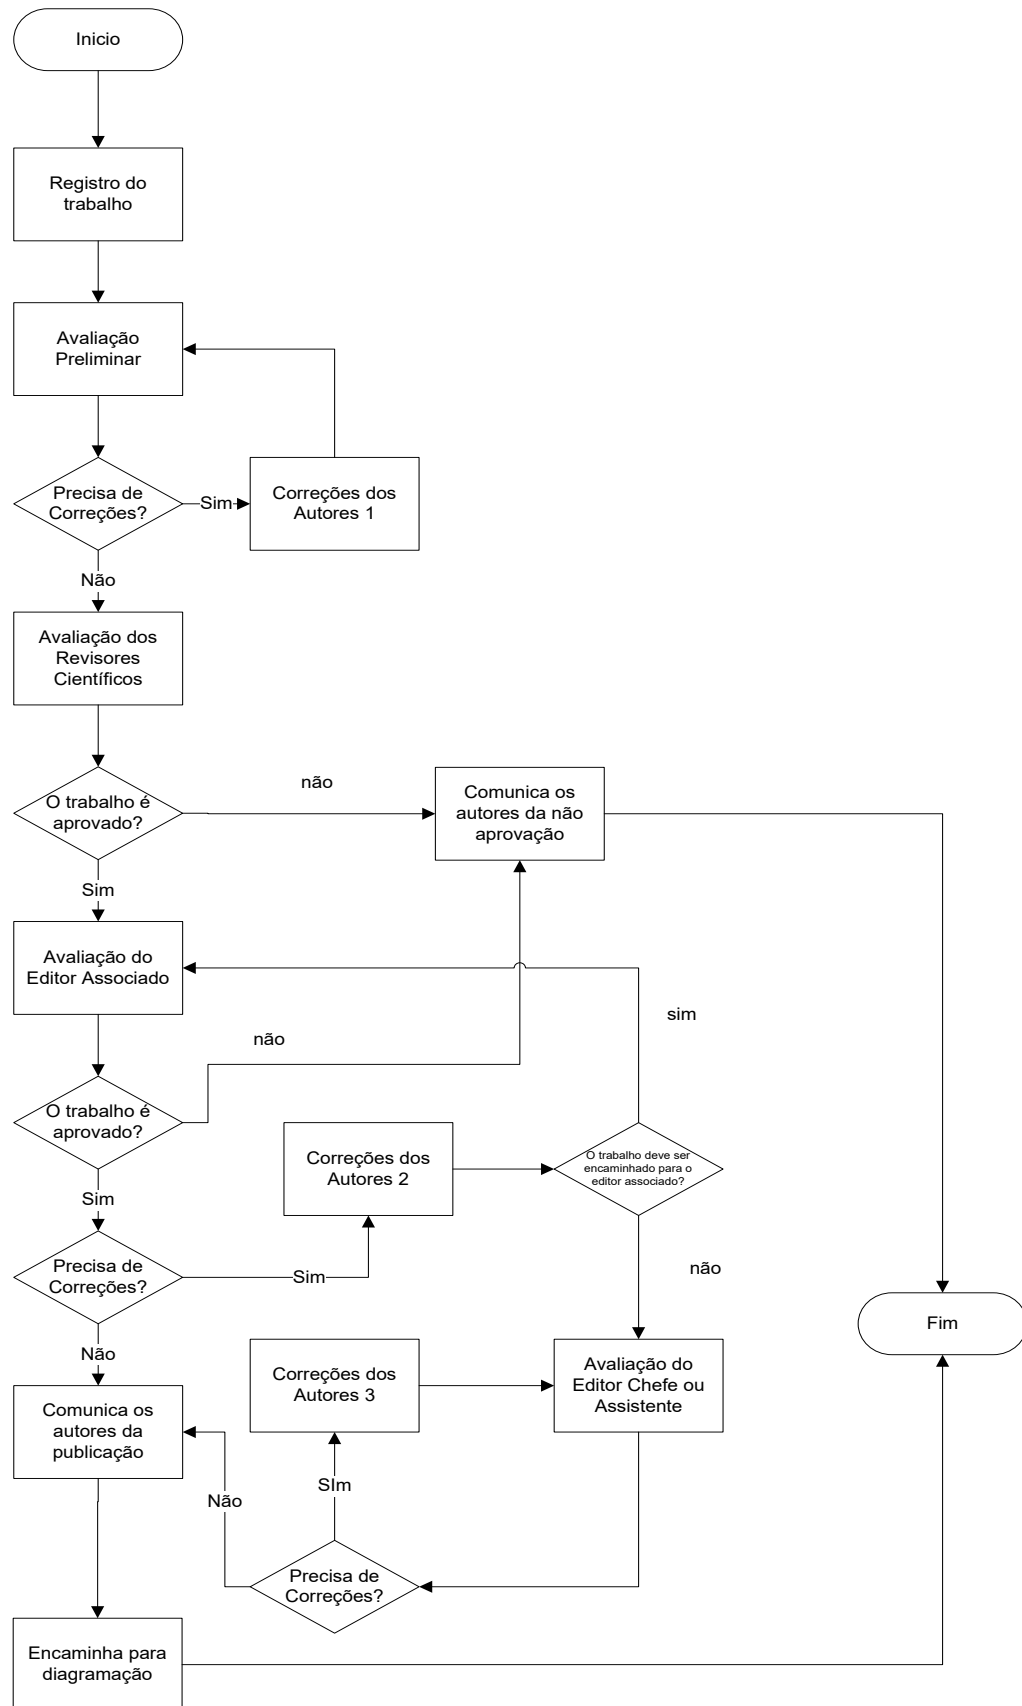 Inicio
Registro do
trabalho
Avaliação
Preliminar
Precisa de
Correções?
Sim
Correções dos
Autores 1
Não
Avaliação dos
Revisores
Científicos
O trabalho é
aprovado?
não
Comunica os
autores da não
aprovação
Sim
Avaliação do
Editor Associado
sim
não
O trabalho é
aprovado?
Correções dos
Autores 2
O trabalho deve ser
encaminhado para o
editor associado?
Sim
Precisa de
Correções?
Sim
não
Fim
Não
Correções dos
Autores 3
Avaliação do
Editor Chefe ou
Assistente
Comunica os
autores da
publicação
SIm
Não
Precisa de
Correções?
Encaminha para
diagramação